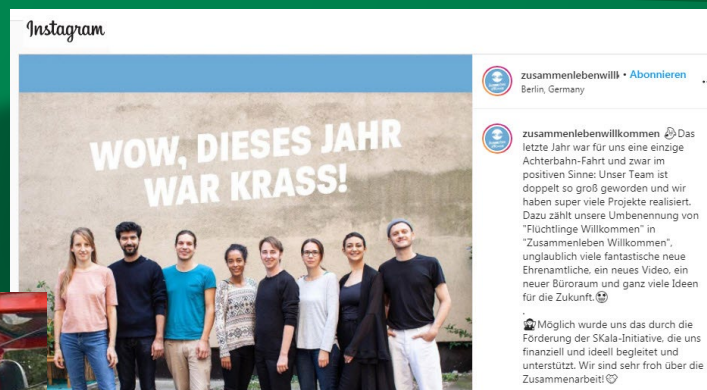 Instagram
WOW, DIESES JAHR
WAR KRASS!
zusammenlebenwillk • Abonnieren
Berlin, Germany
zusammenlebenwillkommen Das
letzte Jahr war für uns eine einzige
Achterbahn-Fahrt und zwar im
positiven Sinne: Unser Team ist
doppelt so groß geworden und wir
haben super viele Projekte realisiert.
Dazu zählt unsere Umbenennung von
"Flüchtlinge Willkommen" in
"Zusammenleben Willkommen",
unglaublich viele fantastische neue
Ehrenamtliche, ein neues Video, ein
neuer Büroraum und ganz viele Ideen
für die Zukunft.
.
Möglich wurde uns das durch die
Förderung der SKala-Initiative, die uns
finanziell und ideell begleitet und
unterstützt. Wir sind sehr froh über die
Zusammenarbeit!